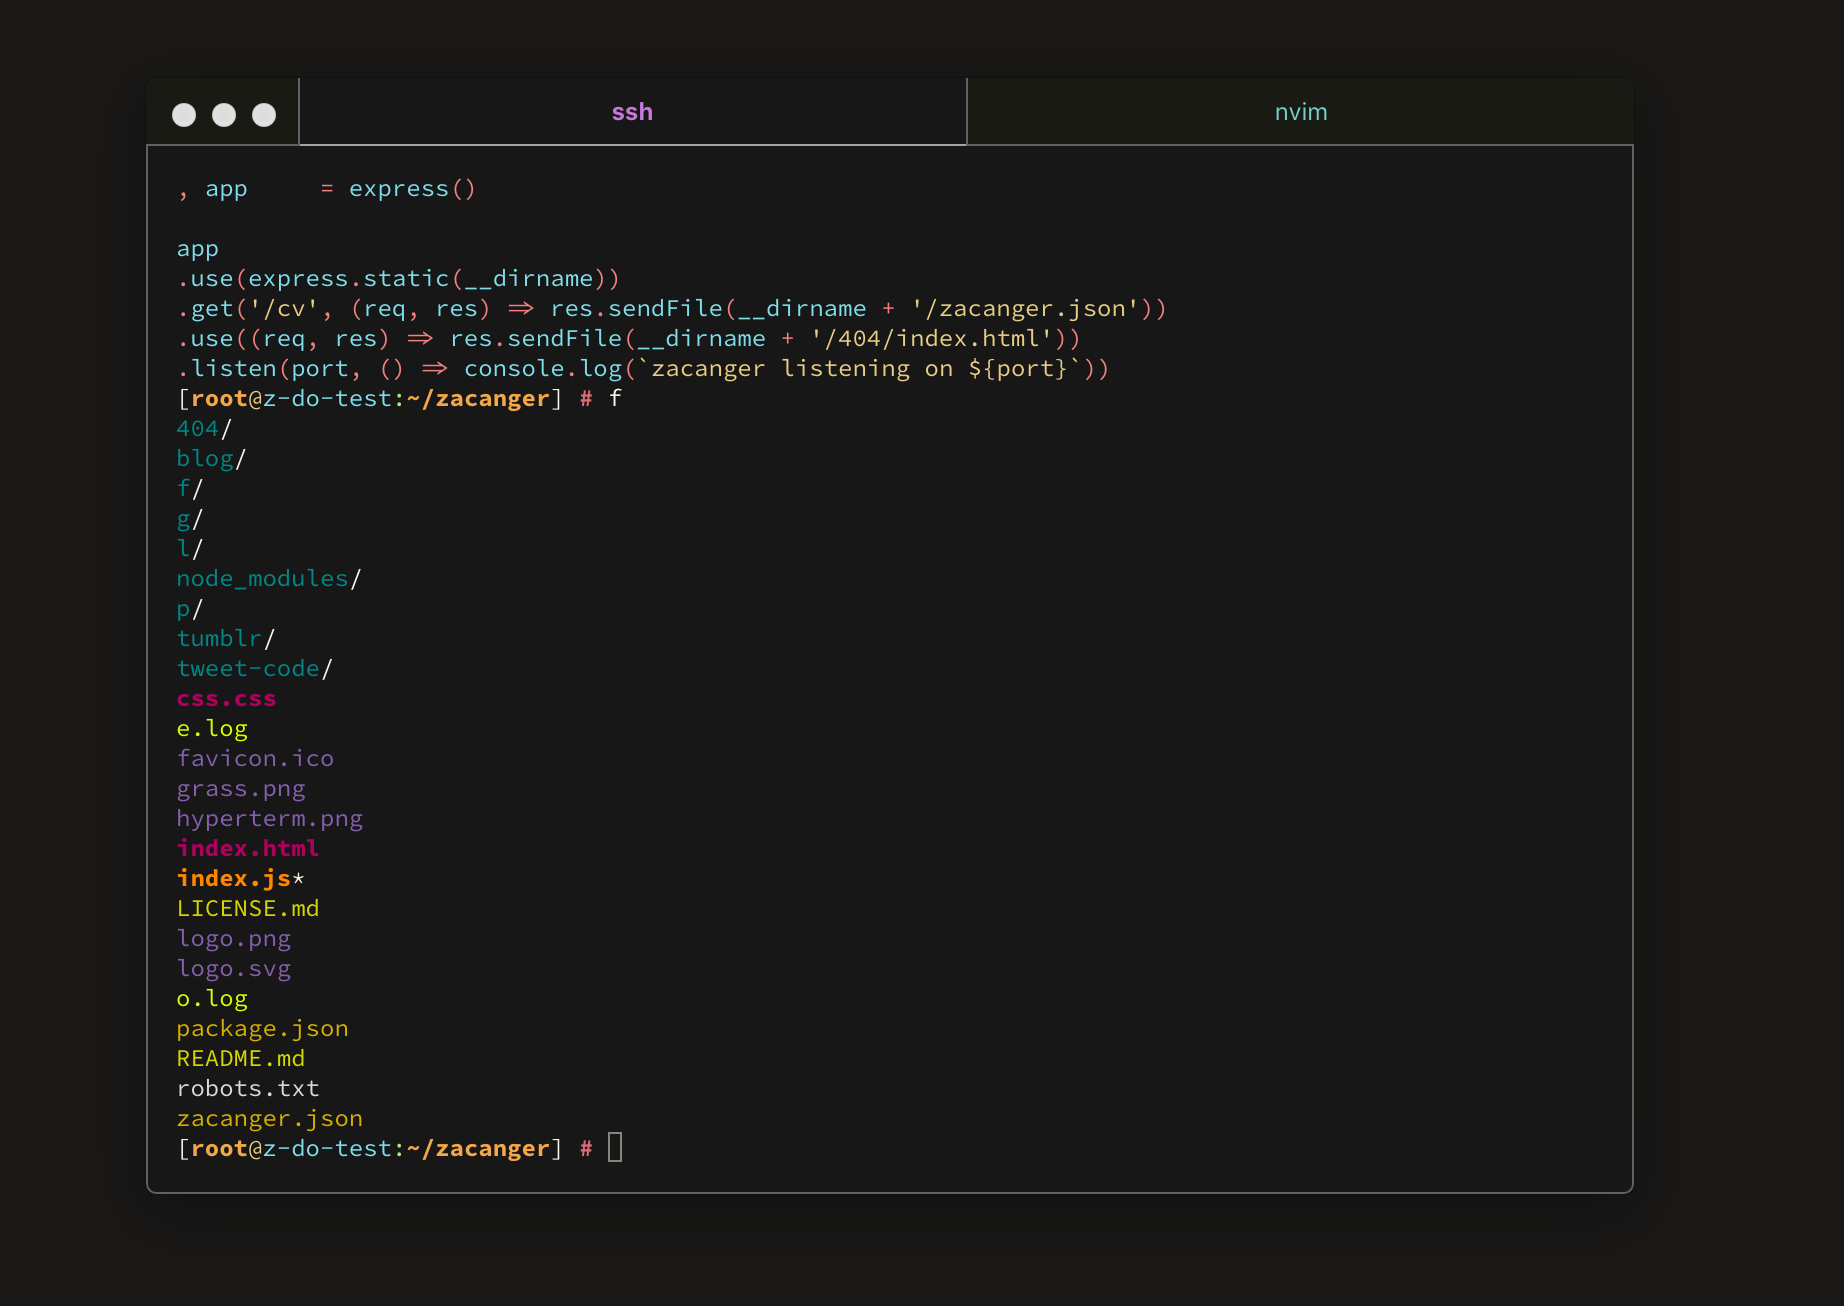 ssh
nvim
, app     = express()
app
.use(express.static(__dirname))
.get('/cv', (req, res) => res.sendFile(__dirname + '/zacanger.json'))
.use((req, res) => res.sendFile(__dirname + '/404/index.html'))
.listen(port, () => console.log(`zacanger listening on ${port}`))
[root@z-do-test:~/zacanger] # f
404/
blog/
f/
g/
l/
node_modules/
p/
tumblr/
tweet-code/
css.css
e.log
favicon.ico
grass.png
hyperterm.png
index.html
index.js*
LICENSE.md
logo.png
logo.svg
o.log
package.json
README.md
robots.txt
zacanger.json
[root@z-do-test:~/zacanger] #